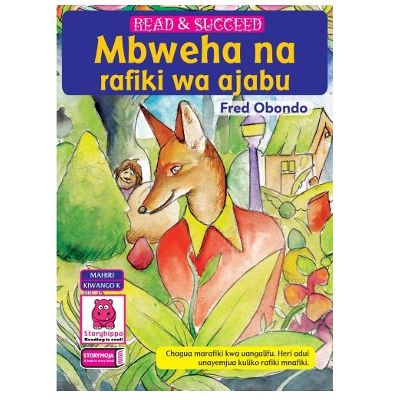 READ & SUCCEED
Mbweha na
rafiki wa ajabu
Fred Obondo
MAHIRI
KIWANGO K
Storyhippo
Reading is cool!
STORYMOJA
Chogua marafiki kwa uangalifu. Heri adui
unayemjua kuliko rafiki mnafiki.